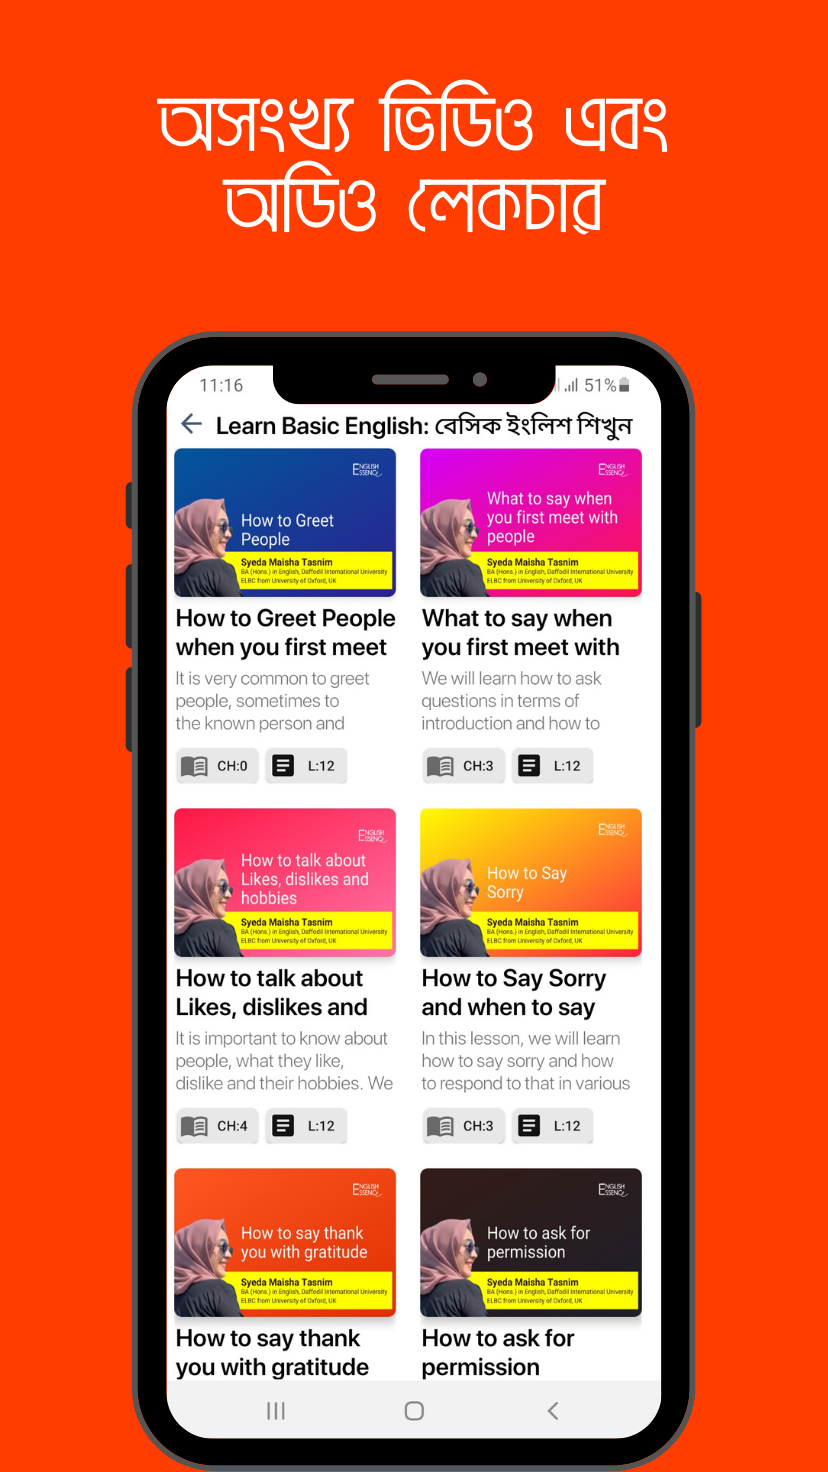 অসংখ্য ভিডিও এবং
অডিও লেকচার
11:16
51%
Learn Basic English: বেসিক ইংলিশ শিখুন
ENGLISH
ESSENCE
How to Greet
People
Syeda Maisha Tasnim
BA (Hons.) in English, Daffodil International University
ELBC from University of Oxford, UK
How to Greet People
when you first meet
It is very common to greet
people, sometimes to
the known person and
CH:0
L:12
ENGLISH
ESSENCE
What to say when
you first meet with
people
Syeda Maisha Tasnim
BA (Hons.) in English, Daffodil International University
ELBC from University of Oxford, UK
What to say when
you first meet with
We will learn how to ask
questions in terms of
introduction and how to
CH:3
L:12
ENGLISH
ESSENCE
How to talk about
Likes, dislikes and
hobbies
Syeda Maisha Tasnim
BA (Hons.) in English, Daffodil International University
ELBC from University of Oxford, UK
How to talk about
Likes, dislikes and
It is important to know about
people, what they like,
dislike and their hobbies. We
CH:4
L:12
ENGLISH
ESSENCE
How to Say
Sorry
Syeda Maisha Tasnim
BA (Hons.) in English, Daffodil International University
ELBC from University of Oxford, UK
How to Say Sorry
and when to say
In this lesson, we will learn
how to say sorry and how
to respond to that in various
CH:3
L:12
ENGLISH
ESSENCE
How to say thank
you with gratitude
Syeda Maisha Tasnim
BA (Hons.) in English, Daffodil International University
ELBC from University of Oxford, UK
How to say thank
you with gratitude
ENGLISH
ESSENCE
How to ask for
permission
Syeda Maisha Tasnim
BA (Hons.) in English, Daffodil International University
ELBC from University of Oxford, UK
How to ask for
permission